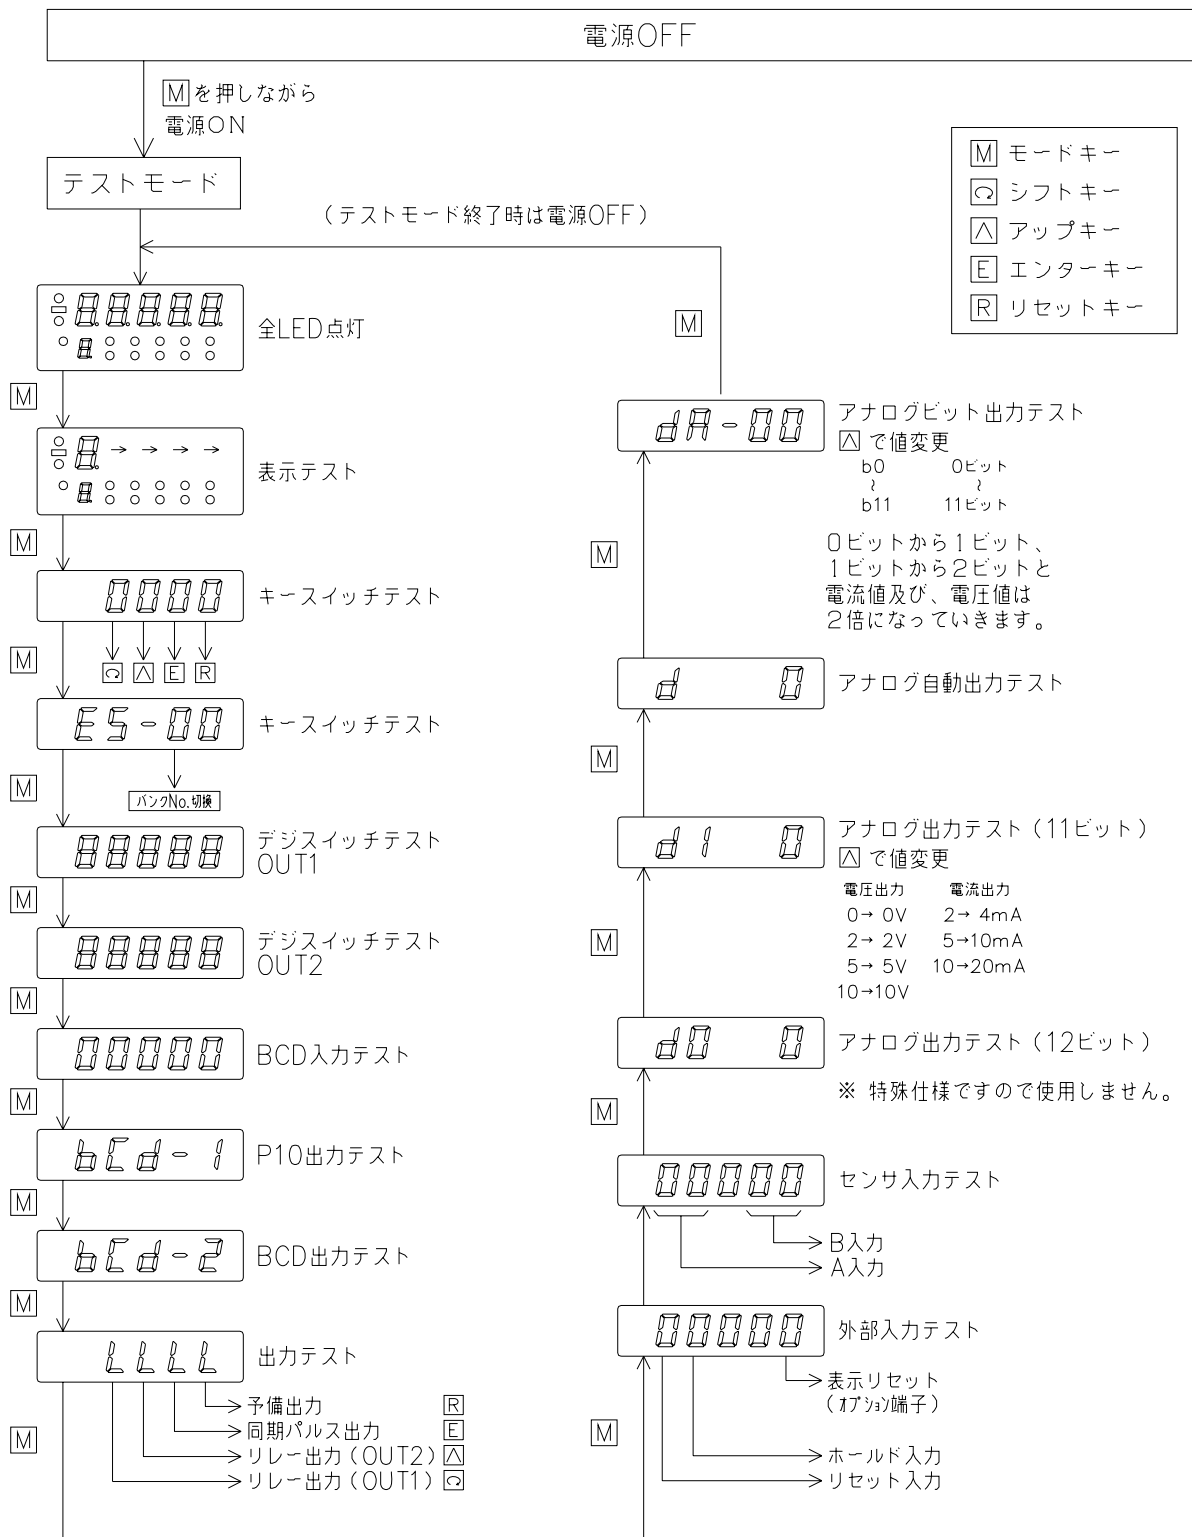 電源OFF
Mを押しながら
電源ON
テストモード
(テストモード終了時は電源OFF)
M モードキー
シフトキー
アップキー
E エンターキー
R リセットキー
8.8.8.8.8.
8.
全LED点灯
M
8. → → → →
8.
表示テスト
M
0000
キースイッチテスト
M
E R
ES-00
キースイッチテスト
M
バンクNo.切換
88888
デジスイッチテスト
OUT1
M
88888
デジスイッチテスト
OUT2
M
00000
BCD入力テスト
M
bCd-1
P10出力テスト
M
bCd-2
BCD出力テスト
M
LLLL
出力テスト
予備出力 R
同期パルス出力 E
リレー出力(OUT2)
リレー出力(OUT1)
M
M
dA-00
アナログビット出力テスト
で値変更
b0 0ビット
~ ~
b11 11ビット
0ビットから1ビット、
1ビットから2ビットと
電流値及び、電圧値は
2倍になっていきます。
M
d 0
アナログ自動出力テスト
M
d1 0
アナログ出力テスト(11ビット)
で値変更
電圧出力 電流出力
0→ 0V 2→ 4mA
2→ 2V 5→10mA
5→ 5V 10→20mA
10→10V
M
d0 0
アナログ出力テスト(12ビット)
※ 特殊仕様ですので使用しません。
M
00000
センサ入力テスト
B入力
A入力
00000
外部入力テスト
表示リセット
(オプション端子)
M
ホールド入力
リセット入力